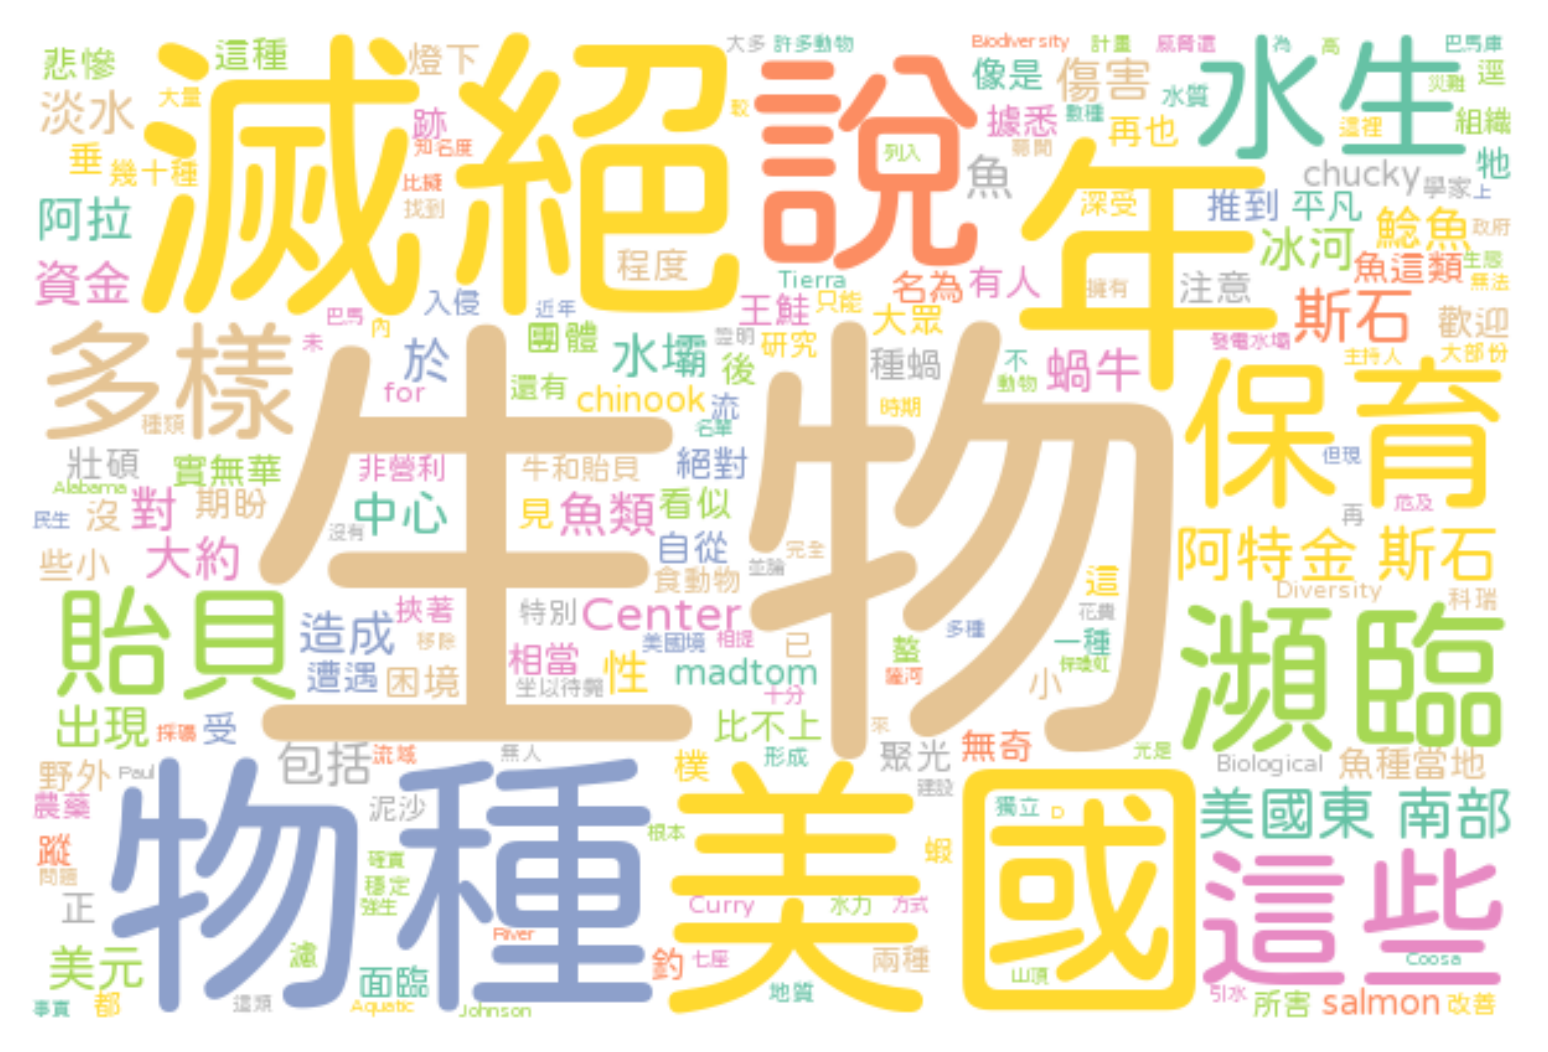 悲慘 這種 燈下 大多 許多動物 Biodiversity 計畫 威脅這 為 高 巴馬庫
滅絕 說 像是 傷害 水生 災難 逕
淡水 大量 跡 較 據悉 數種 水質 再也 這裡 組織
垂 幾十種 知名度 列入 聽聞 魚 chucky 學家 上 牠
比擬 找到 年 深受 推到 平凡 鯰魚 政府
阿拉 程度 冰河 生態
資金 Tierra 名為 有人 擁有 注意 魚這類 無法
入侵 近年 王鮭 只能 大眾 斯石 歡迎
巴馬 內 團體 水壩 證明 研究 發電水壩
多樣 未 於 後 種蝸 不 蝸牛 主持人 大部份
生物 還有 動物 保育
for chinook 流 時期
種類 名單
壯碩 實無華 非營利 牛和貽貝 絕對 但現
Alabama 期盼 中心 見 魚類 看似 危及
民生 沒 對 沒有 再
些小 大約 自從 完全 阿特金 斯石
食動物 並論 這 Diversity
貽貝 造成 挾著 特別 Center 花費 科瑞
移除 美國境 相提 已 多種 一種 瀕臨
遭遇 困境 相當 坐以待斃 性 madtom 螯 薩河 小 保瓊虹
十分
出現 採礦 受 比不上 來
包括 流域 無人 形成 聚光 無奇 光是
野外 Paul 樸 Biological 魚種當地
農藥 物種 泥沙 美國 建設 獨立 D 美國東 南部
蹤 確實 根本 蝦
問題 穩定 這些
正 強生 Curry 水力 方式
River
美元 濾 釣 七座 兩種 Coosa
面臨 地質 山頂 引水
事實 都 這類 Aquatic Johnson 所害 salmon 改善